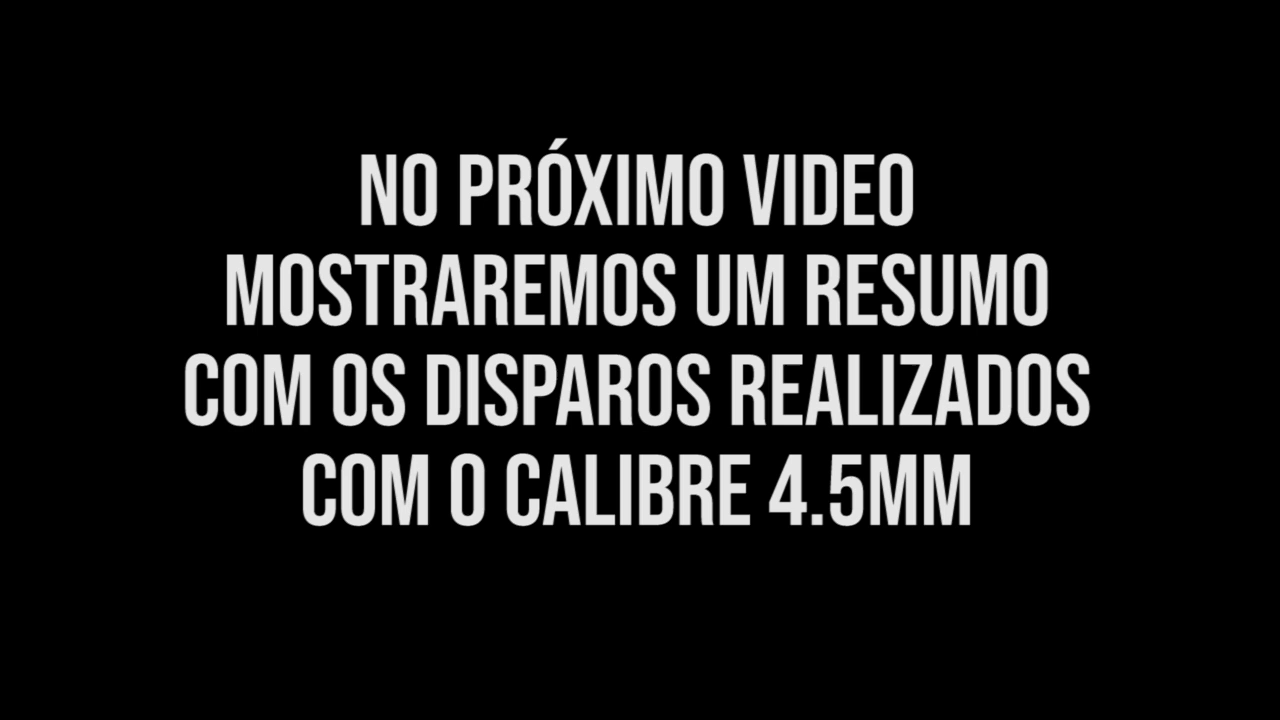 NO PRÓXIMO VIDEO
MOSTRAREMOS UM RESUMO
COM OS DISPAROS REALIZADOS
COM O CALIBRE 4.5MM